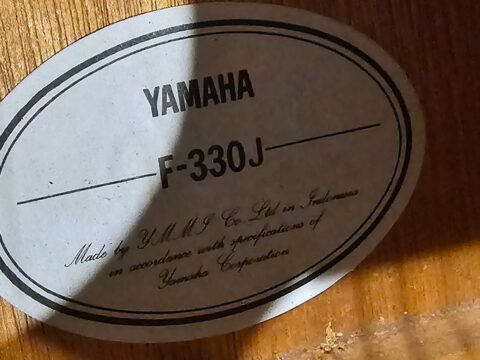 YAMAHA
F-330J
Made by YMMI Co. Ltd in Indonesia
in accordance with specifications of
Yamaha Corporation